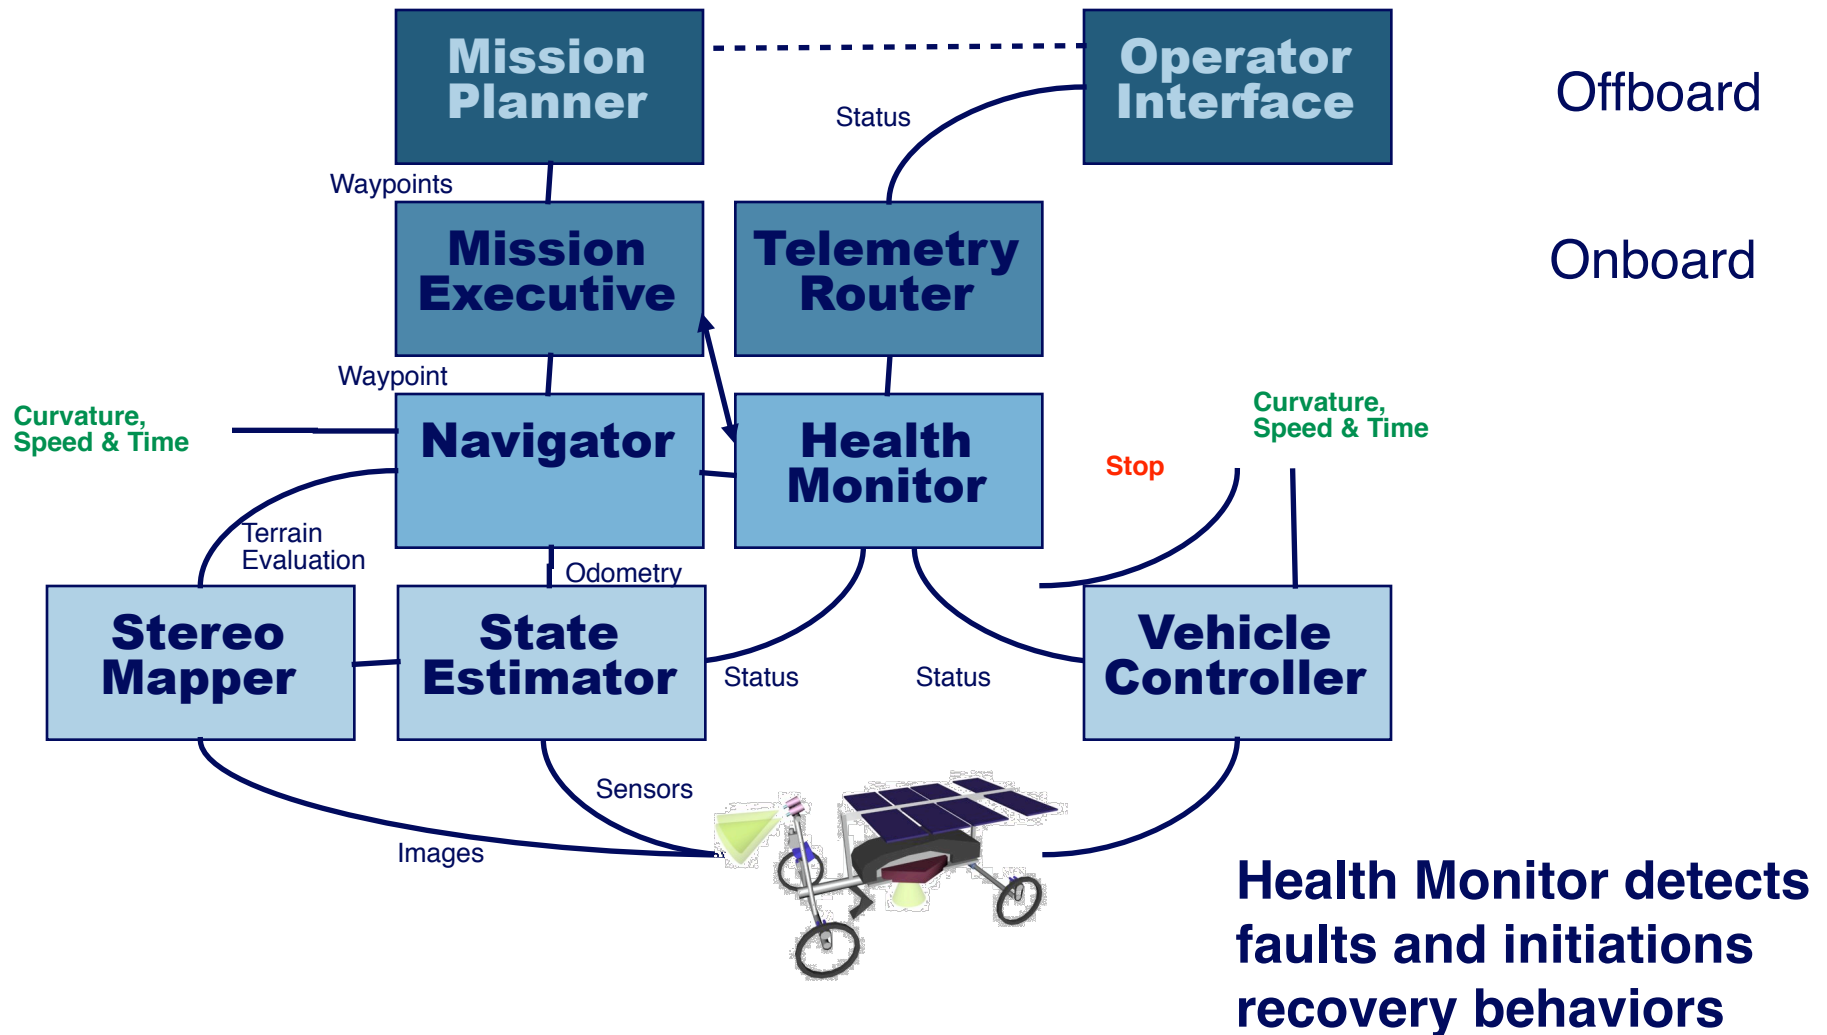 Mission
Planner
Operator
Interface
Offboard
Status
Waypoints
Mission
Executive
Telemetry
Router
Onboard
Waypoint
Curvature,
Speed & Time
Navigator
Health
Monitor
Stop
Curvature,
Speed & Time
Terrain
Evaluation
Odometry
Stereo
Mapper
State
Estimator
Status
Status
Vehicle
Controller
Sensors
Images
Health Monitor detects
faults and initiations
recovery behaviors